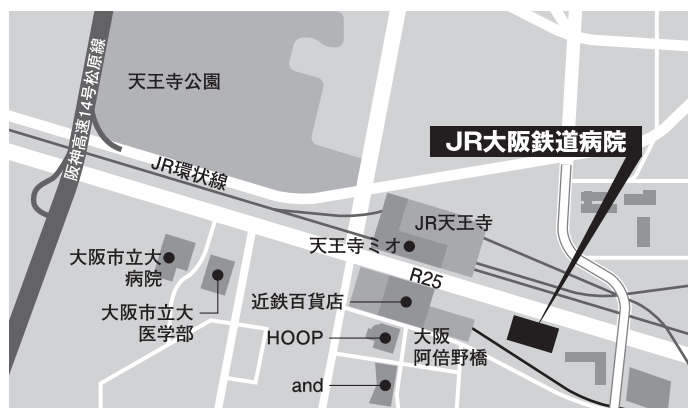 阪神高速14号松原線
天王寺公園
JR環状線
JR大阪鉄道病院
JR天王寺
天王寺ミオ
R25
大阪市立大
病院
大阪市立大
医学部
近鉄百貨店
HOOP
大阪
阿倍野橋
and